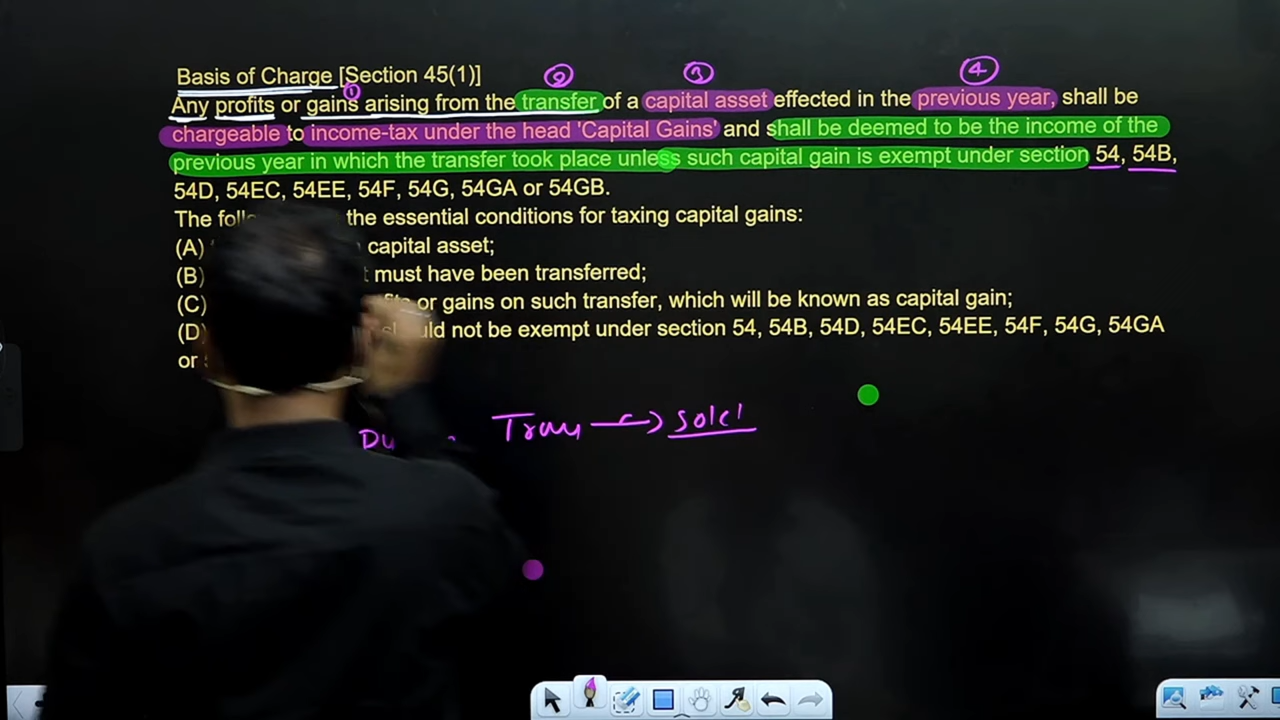 ② ③ ④
Basis of Charge [Section 45(1)]
①
Any profits or gains arising from the transfer of a capital asset effected in the previous year, shall be
chargeable to income-tax under the head 'Capital Gains' and shall be deemed to be the income of the
previous year in which the transfer took place unless such capital gain is exempt under section 54, 54B,
54D, 54EC, 54EE, 54F, 54G, 54GA or 54GB.
The the essential conditions for taxing capital gains:
(A) capital asset;
(B) must have been transferred;
(C) or gains on such transfer, which will be known as capital gain;
(D) not be exempt under section 54, 54B, 54D, 54EC, 54EE, 54F, 54G, 54GA
or